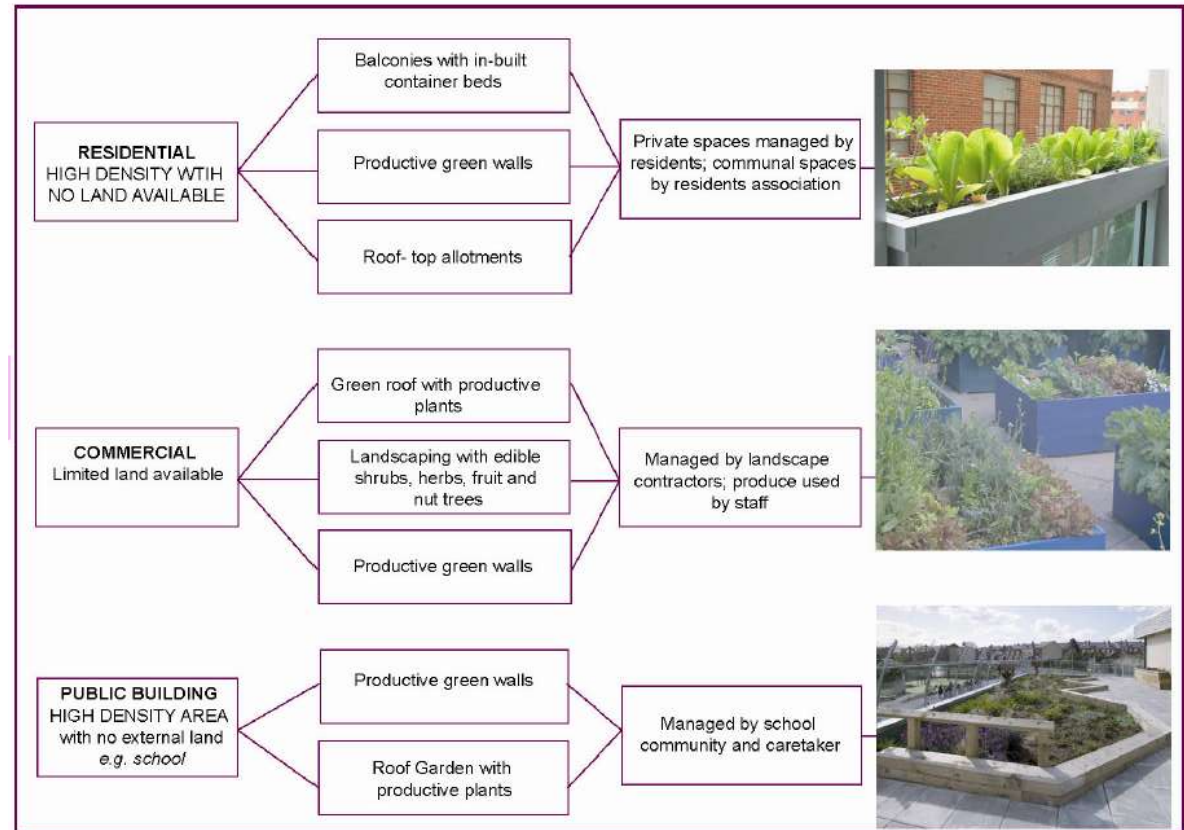 RESIDENTIAL
HIGH DENSITY WTIH
NO LAND AVAILABLE
Balconies with in-built
container beds
Productive green walls
Roof- top allotments
Private spaces managed by
residents; communal spaces
by residents association
COMMERCIAL
Limited land available
Green roof with productive
plants
Landscaping with edible
shrubs, herbs, fruit and
nut trees
Productive green walls
Managed by landscape
contractors; produce used
by staff
PUBLIC BUILDING
HIGH DENSITY AREA
with no external land
e.g. school
Productive green walls
Roof Garden with
productive plants
Managed by school
community and caretaker